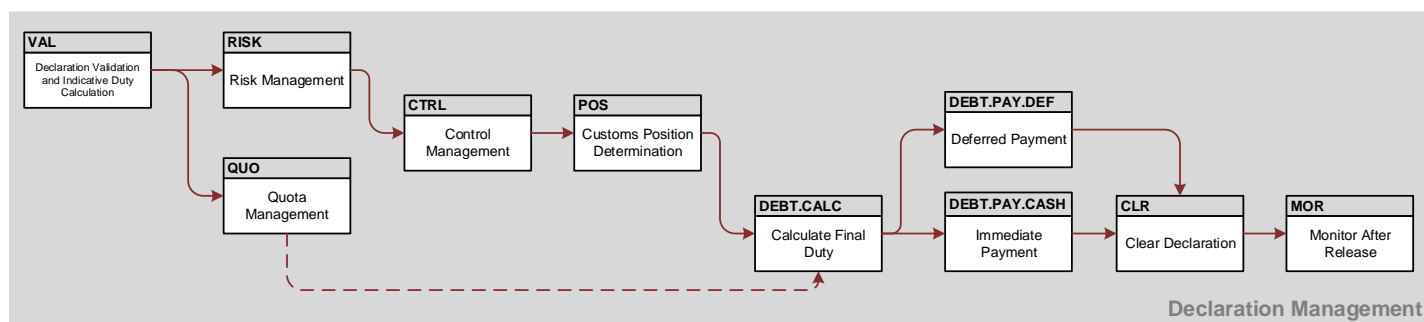 VAL
Declaration Validation
and Indicative Duty
Calculation
RISK
Risk Management
QUO
Quota
Management
CTRL
Control
Management
POS
Customs Position
Determination
DEBT.CALC
Calculate Final
Duty
DEBT.PAY.DEF
Deferred Payment
DEBT.PAY.CASH
Immediate
Payment
CLR
Clear Declaration
MOR
Monitor After
Release
Declaration Management